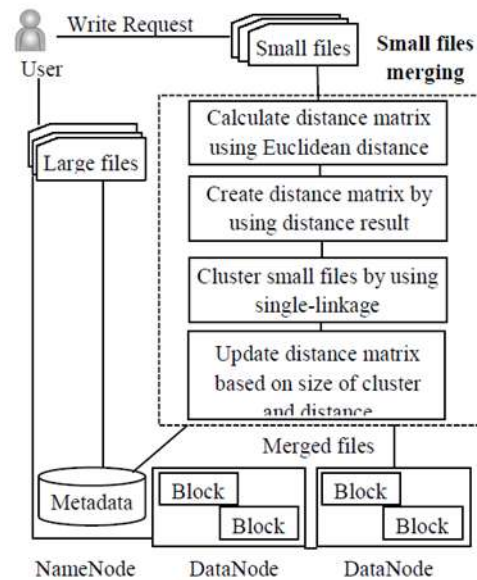 Write Request
Small files
Small files
merging
User
Large files
Calculate distance matrix
using Euclidean distance
Create distance matrix by
using distance result
Cluster small files by using
single-linkage
Update distance matrix
based on size of cluster
and distance
Merged files
Metadata
Block
Block
Block
Block
NameNode
DataNode
DataNode